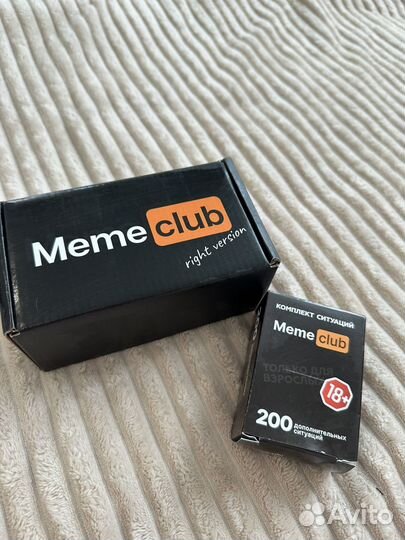 Meme club
right version
КОМПЛЕКТ СИТУАЦИЙ
Meme club
ТОЛЬКО ДЛЯ
ВЗРОСЛЫХ
18+
200 дополнительных
ситуаций
Avito